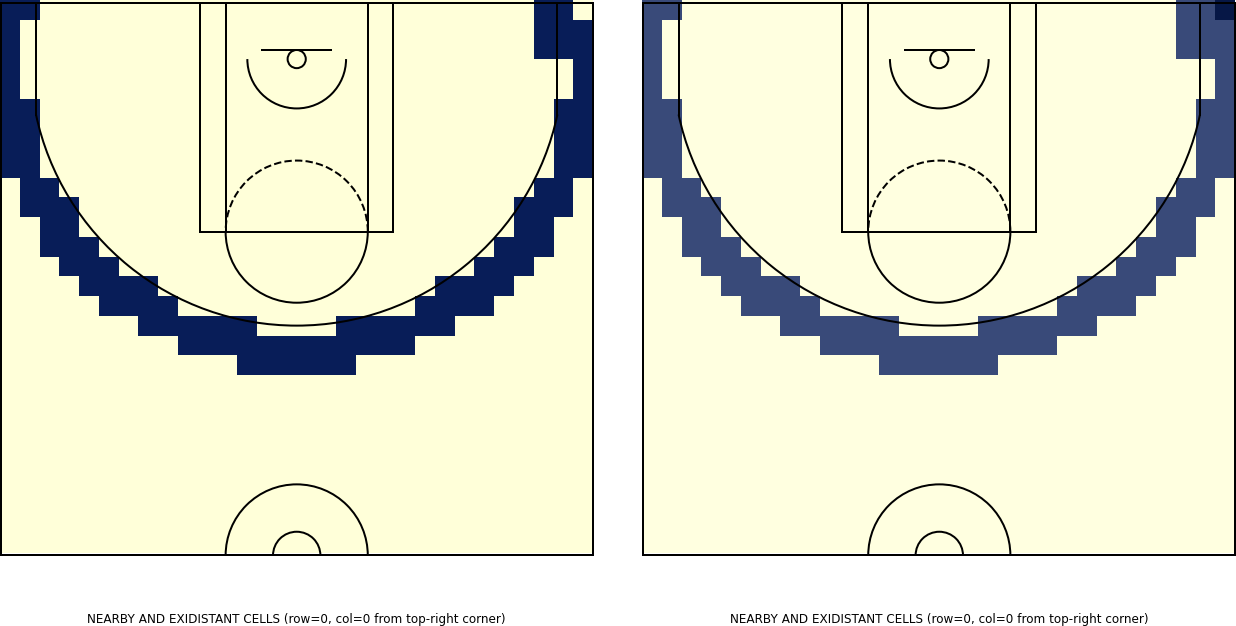 NEARBY AND EXIDISTANT CELLS (row=0, col=0 from top-right corner)
NEARBY AND EXIDISTANT CELLS (row=0, col=0 from top-right corner)